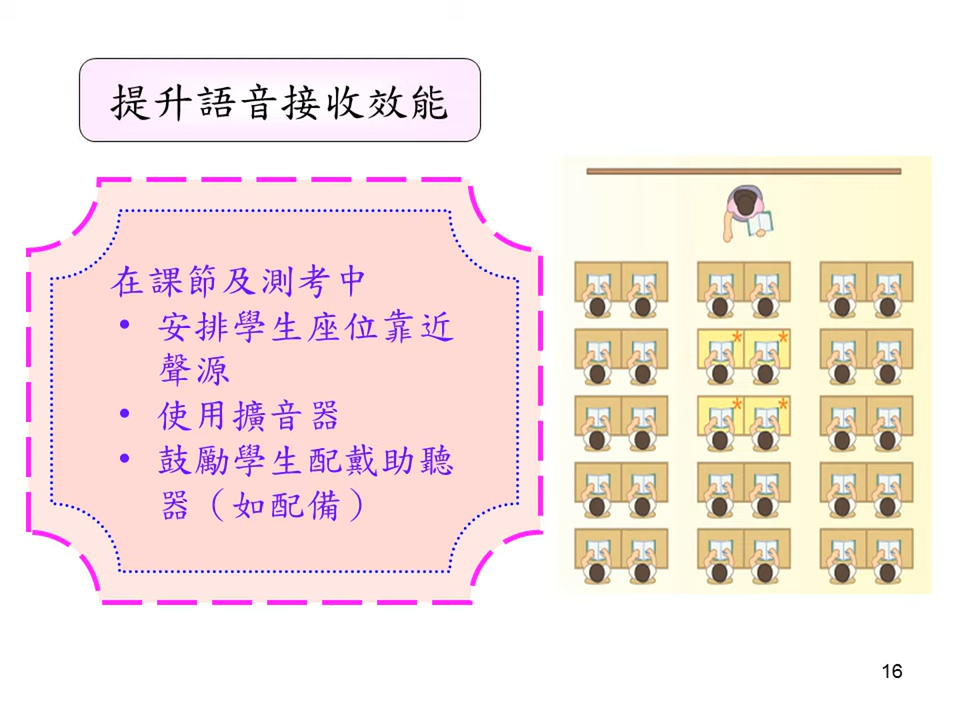 提升語音接收效能
在課節及測考中
• 安排學生座位靠近
聲源
• 使用擴音器
• 鼓勵學生配戴助聽
器（如配備）
* *
* *
16